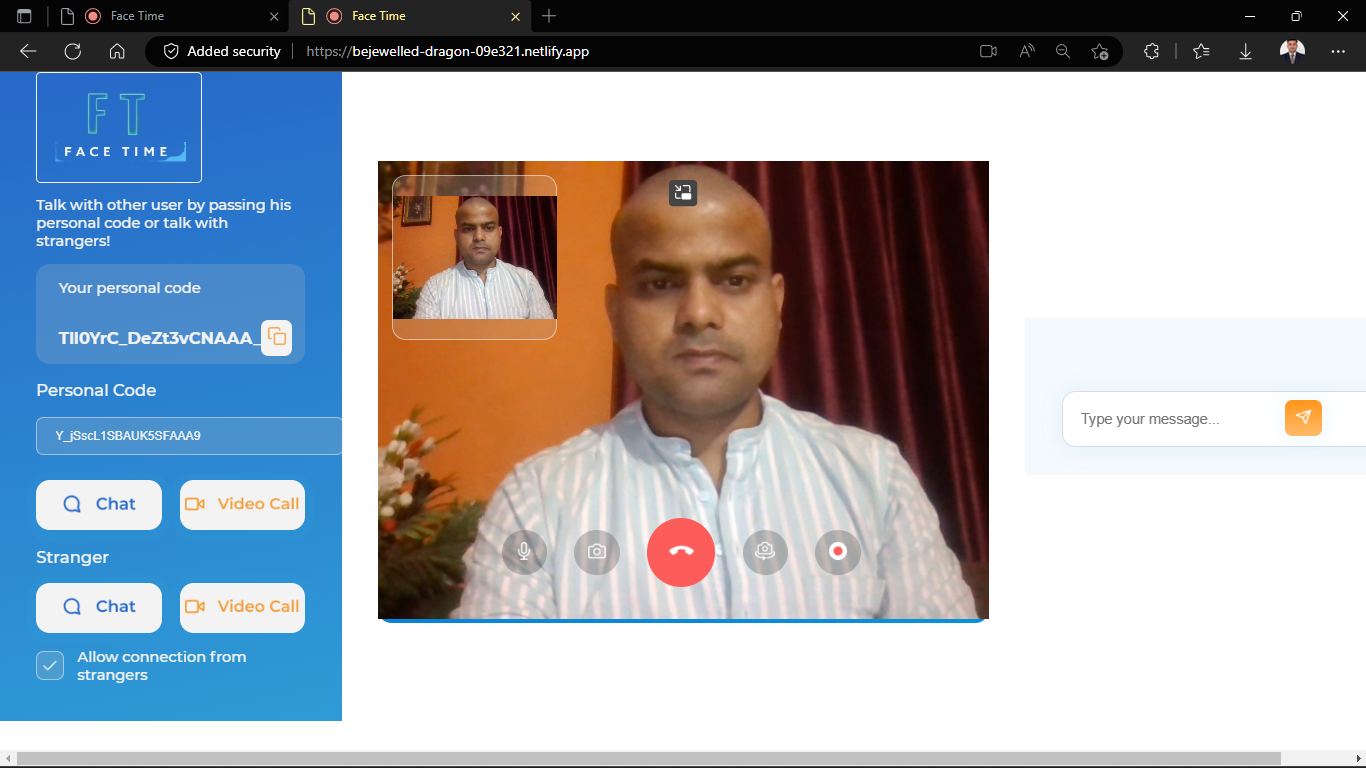 Face Time
Face Time
Added security
https://bejewelled-dragon-09e321.netlify.app
FT
FACE TIME
Talk with other user by passing his
personal code or talk with
strangers!
Your personal code
TIl0YrC_DeZt3vCNAAA_
Personal Code
Y_jSscL1SBAUK5SFAAA9
Chat
Video Call
Stranger
Chat
Video Call
Allow connection from
strangers
Type your message...